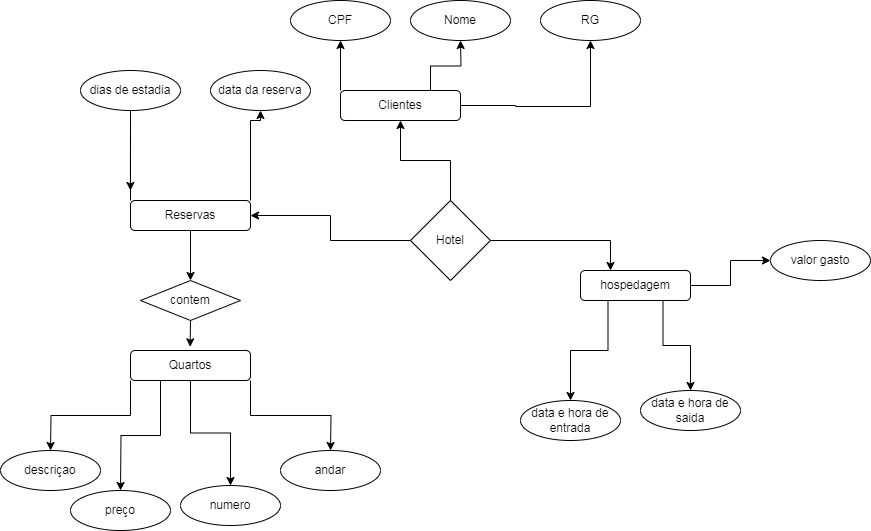 CPF
Nome
RG
dias de estadia
data da reserva
Clientes
Reservas
Hotel
valor gasto
hospedagem
contem
Quartos
data e hora de
entrada
data e hora de
saida
descriçao
preço
numero
andar